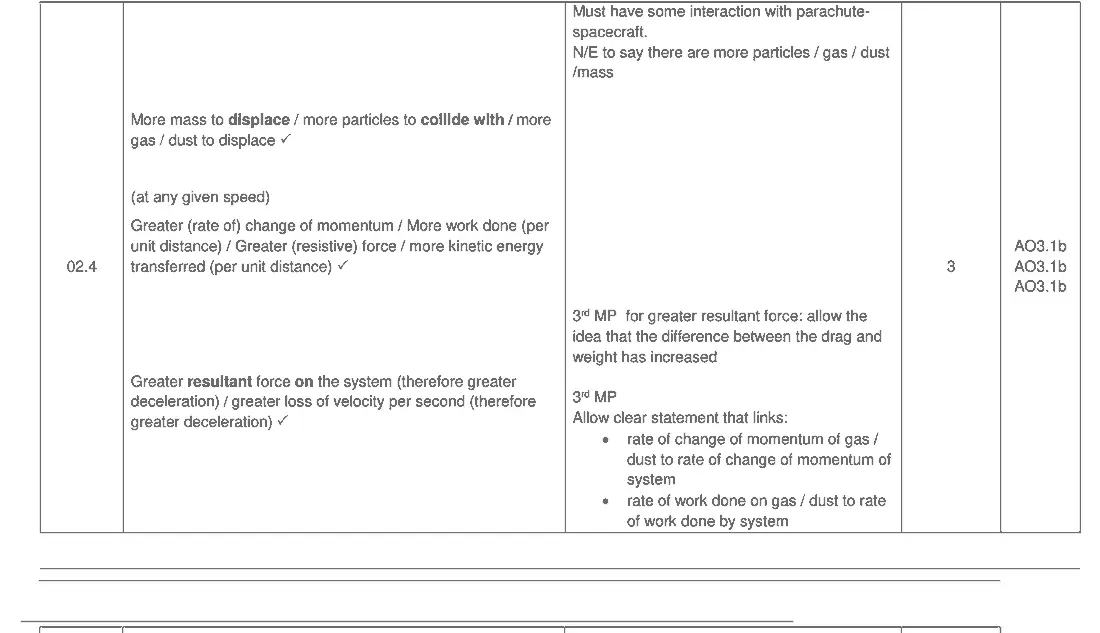 Must have some interaction with parachute-
spacecraft.
N/E to say there are more particles / gas / dust
/mass
More mass to displace / more particles to collide with / more
gas / dust to displace ✓
(at any given speed)
Greater (rate of) change of momentum / More work done (per
unit distance) / Greater (resistive) force / more kinetic energy
transferred (per unit distance) ✓
02.4
3
AO3.1b
AO3.1b
AO3.1b
3rd MP for greater resultant force: allow the
idea that the difference between the drag and
weight has increased
Greater resultant force on the system (therefore greater
deceleration) / greater loss of velocity per second (therefore
greater deceleration) ✓
3rd MP
Allow clear statement that links:
• rate of change of momentum of gas /
dust to rate of change of momentum of
system
• rate of work done on gas / dust to rate
of work done by system